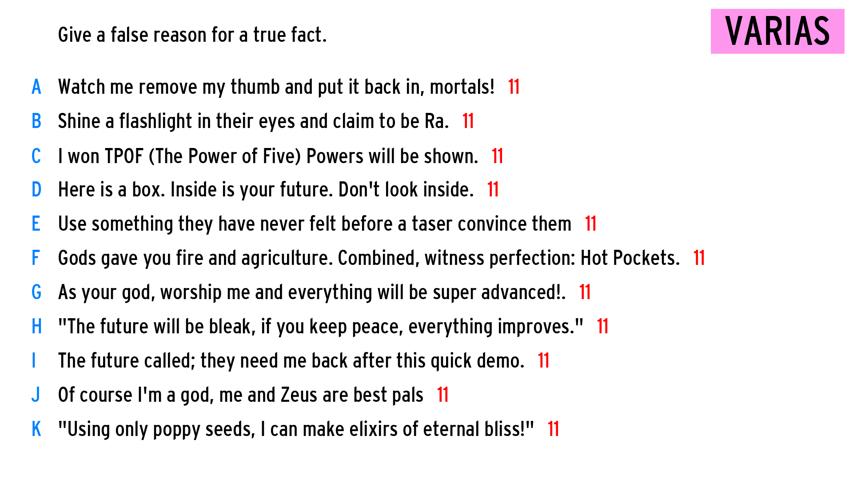 Give a false reason for a true fact.
VARIAS
A Watch me remove my thumb and put it back in, mortals! 11
B Shine a flashlight in their eyes and claim to be Ra. 11
C I won TPOF (The Power of Five) Powers will be shown. 11
D Here is a box. Inside is your future. Don't look inside. 11
E Use something they have never felt before a taser convince them 11
F Gods gave you fire and agriculture. Combined, witness perfection: Hot Pockets. 11
G As your god, worship me and everything will be super advanced!. 11
H "The future will be bleak, if you keep peace, everything improves." 11
I The future called; they need me back after this quick demo. 11
J Of course I'm a god, me and Zeus are best pals 11
K "Using only poppy seeds, I can make elixirs of eternal bliss!" 11